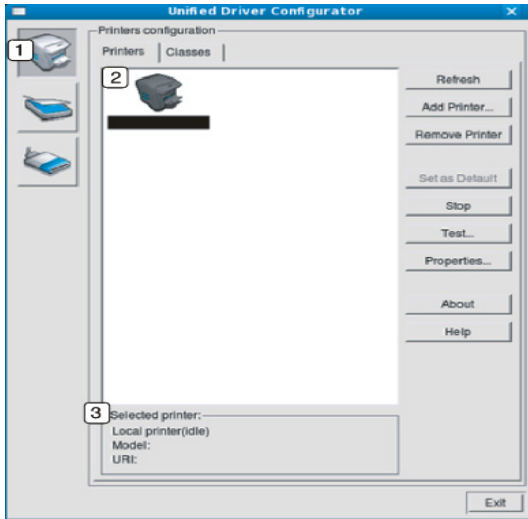 Unified Driver Configurator
1
Printers configuration
Printers
Classes
2
Refresh
Add Printer...
Remove Printer
Set as Default
Stop
Test...
Properties...
About
Help
3
Selected printer:
Local printer(idle)
Model:
URI:
Exit